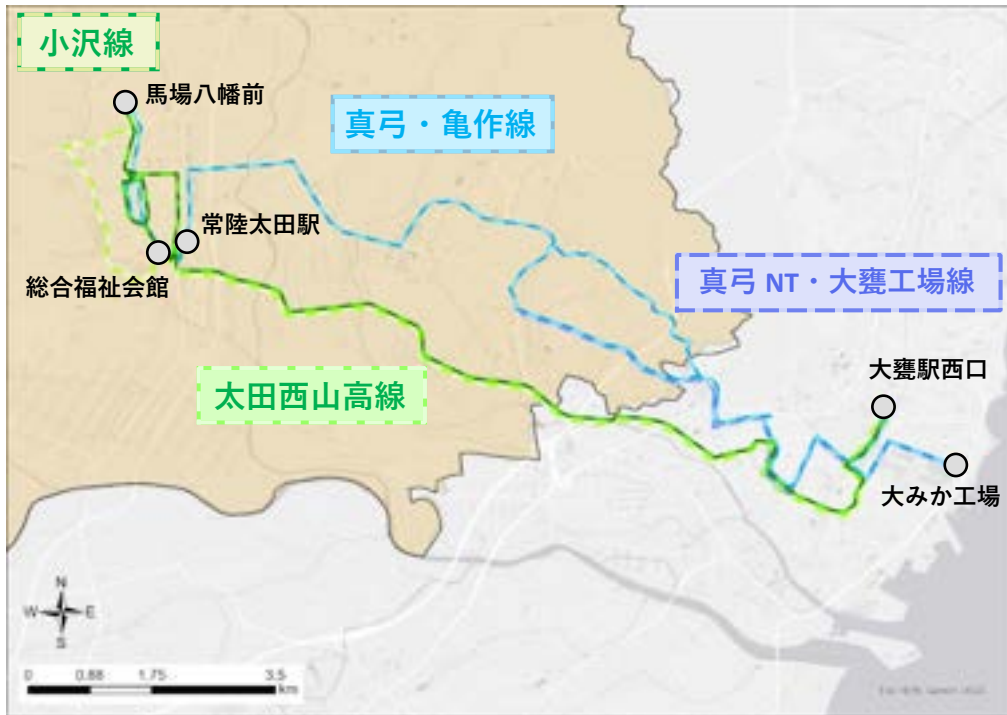 小沢線
馬場八幡前
真弓・亀作線
常陸太田駅
総合福祉会館
真弓 NT・大甕工場線
大甕駅西口
太田西山高線
大みか工場
N
W E
S
0 0.88 1.75 3.5
km